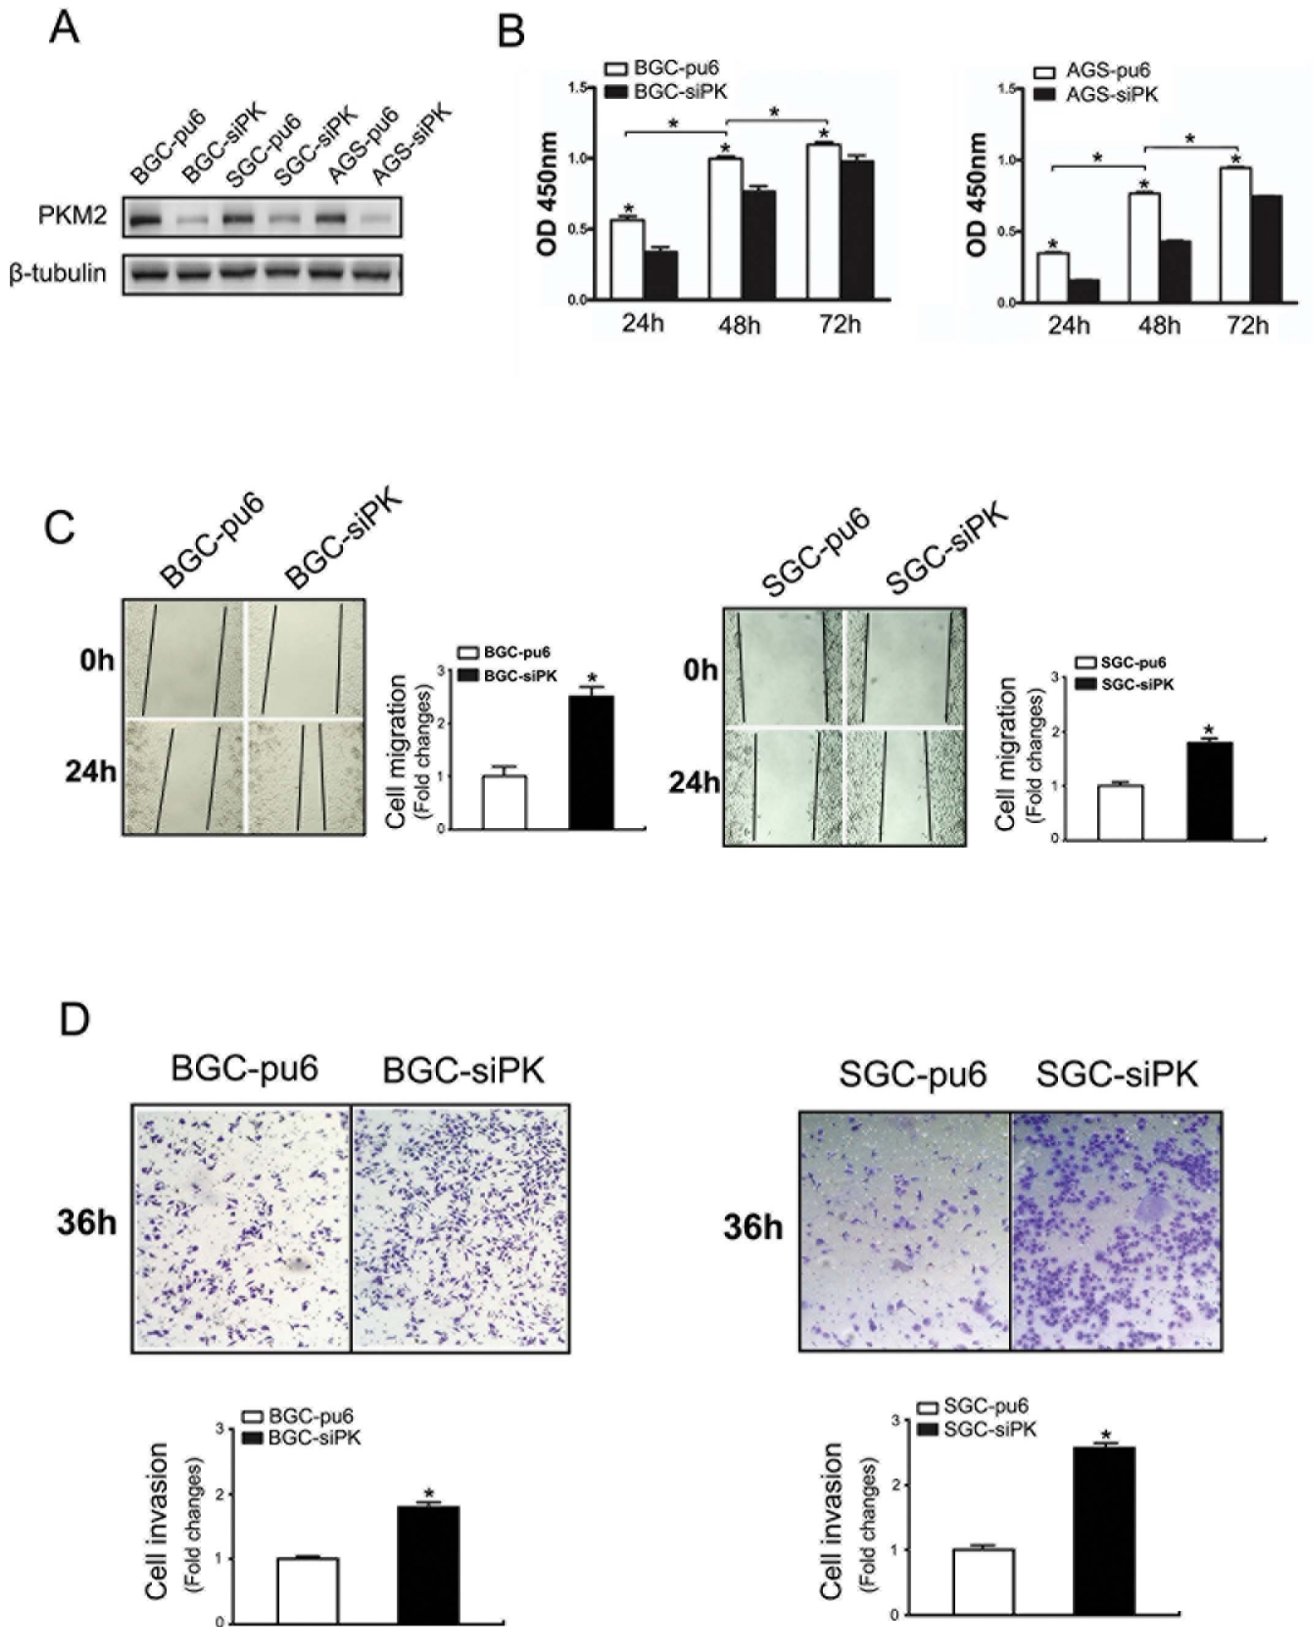 A
BGC-pu6
BGC-siPK
SGC-pu6
SGC-siPK
AGS-pu6
AGS-siPK
PKM2
β-tubulin
B
BGC-pu6
BGC-siPK
OD 450nm
1.5
1.0
0.5
0.0
*
*
*
*
*
24h
48h
72h
AGS-pu6
AGS-siPK
OD 450nm
1.5
1.0
0.5
0.0
*
*
*
*
*
24h
48h
72h
C
BGC-pu6
BGC-siPK
0h
24h
BGC-pu6
BGC-siPK
Cell migration
(Fold changes)
3
2
1
0
*
SGC-pu6
SGC-siPK
0h
24h
SGC-pu6
SGC-siPK
Cell migration
(Fold changes)
3
2
1
0
*
D
BGC-pu6
BGC-siPK
36h
BGC-pu6
BGC-siPK
Cell invasion
(Fold changes)
3
2
1
0
*
SGC-pu6
SGC-siPK
36h
SGC-pu6
SGC-siPK
Cell invasion
(Fold changes)
3
2
1
0
*